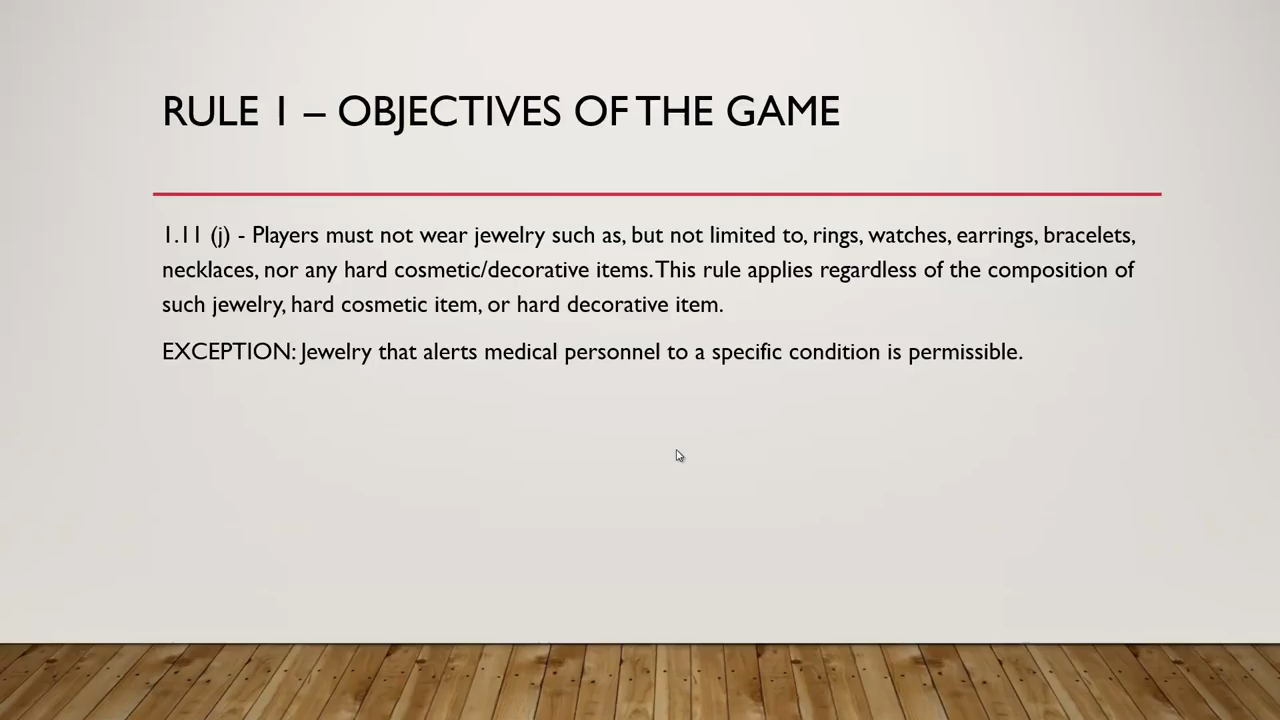 RULE 1 – OBJECTIVES OF THE GAME
1.11 (j) - Players must not wear jewelry such as, but not limited to, rings, watches, earrings, bracelets,
necklaces, nor any hard cosmetic/decorative items. This rule applies regardless of the composition of
such jewelry, hard cosmetic item, or hard decorative item.
EXCEPTION: Jewelry that alerts medical personnel to a specific condition is permissible.